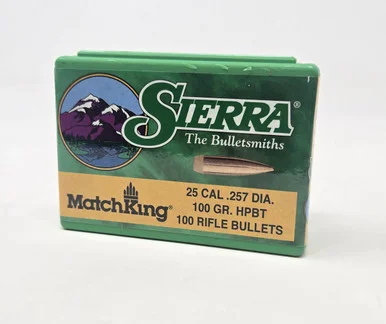 SIERRA®
The Bulletsmiths
MatchKing®
25 CAL .257 DIA.
100 GR. HPBT
100 RIFLE BULLETS